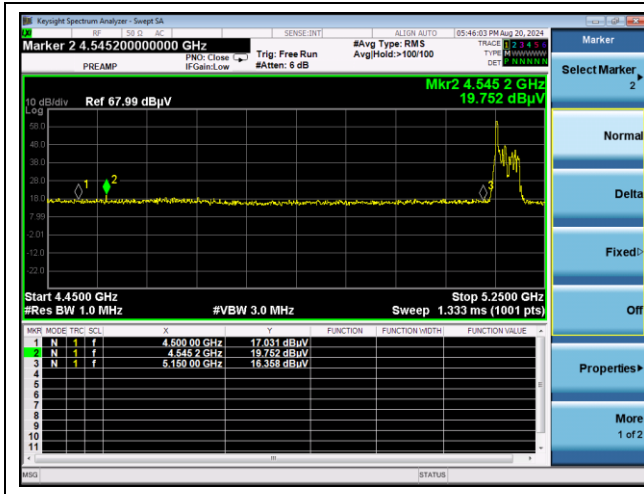 Keysight Spectrum Analyzer - Swept SA
RF 50 Ω AC SENSE:INT ALIGN AUTO 05:46:03 PM Aug 20, 2024
Marker 2 4.545200000000 GHz
PREAMP
PNO: Close
IFGain:Low
Trig: Free Run
#Atten: 6 dB
#Avg Type: RMS
Avg|Hold:>100/100
TRACE 1 2 3 4 5 6
TYPE MWWWWW
DET P N N N N N
Mkr2 4.545 2 GHz
19.752 dBµV
10 dB/div Ref 67.99 dBµV
Log
58.0
48.0
38.0
28.0
18.0
7.99
-2.01
-12.0
-22.0
1
2
3
Start 4.4500 GHz Stop 5.2500 GHz
#Res BW 1.0 MHz #VBW 3.0 MHz Sweep 1.333 ms (1001 pts)
MKR MODE TRC SCL X Y FUNCTION FUNCTION WIDTH FUNCTION VALUE
1 N 1 f 4.500 00 GHz 17.031 dBµV
2 N 1 f 4.545 2 GHz 19.752 dBµV
3 N 1 f 5.150 00 GHz 16.358 dBµV
4
5
6
7
8
9
10
11
MSG STATUS
Marker
Select Marker
2
Normal
Delta
Fixed
Off
Properties
More
1 of 2